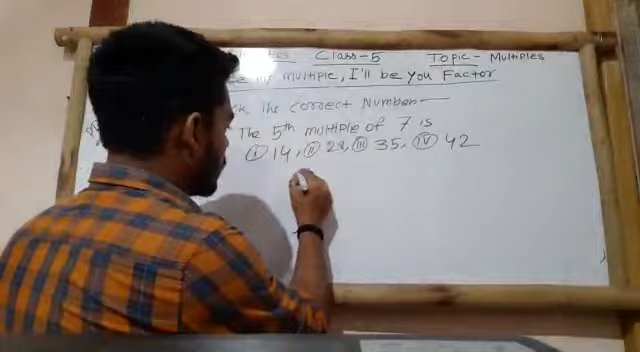 Class-5 Topic- Multiples
my multiple, I'll be you Factor
the correct Number-
The 5th multiple of 7 is
(I) 14, (II) 28, (III) 35, (IV) 42